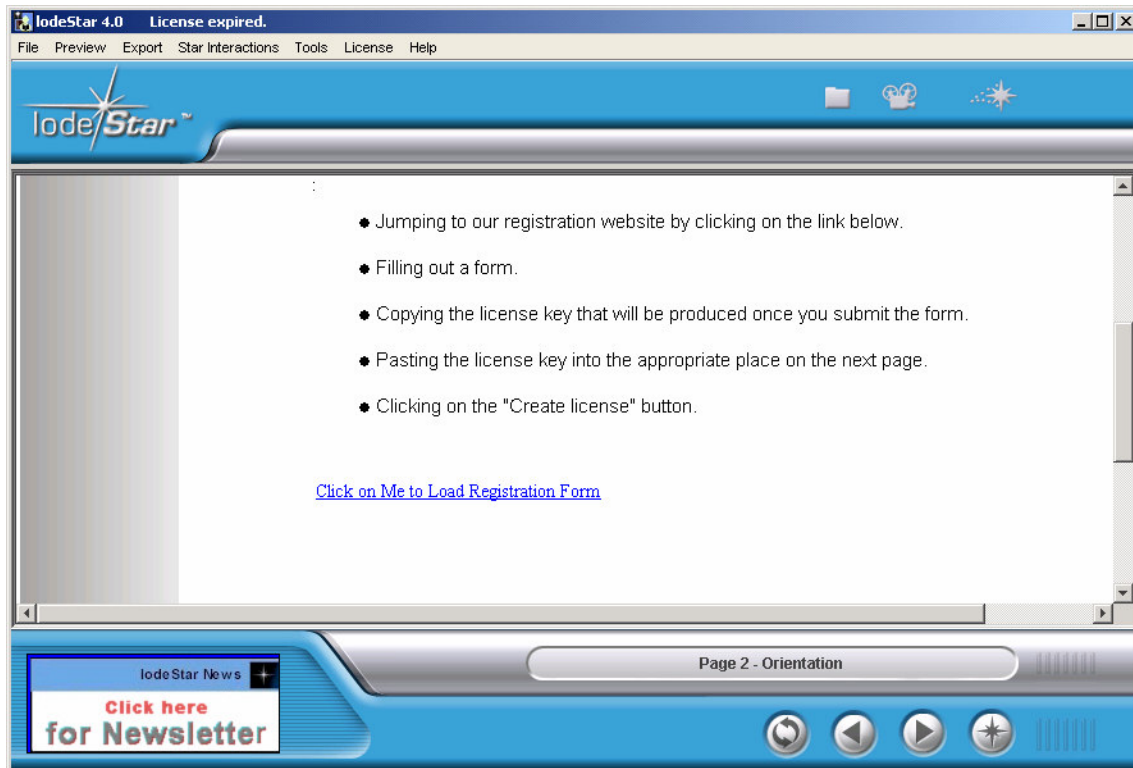 lodeStar 4.0 License expired.
File Preview Export Star Interactions Tools License Help
lodeStar™
:
● Jumping to our registration website by clicking on the link below.
● Filling out a form.
● Copying the license key that will be produced once you submit the form.
● Pasting the license key into the appropriate place on the next page.
● Clicking on the "Create license" button.
Click on Me to Load Registration Form
Page 2 - Orientation
lodeStar News
Click here
for Newsletter